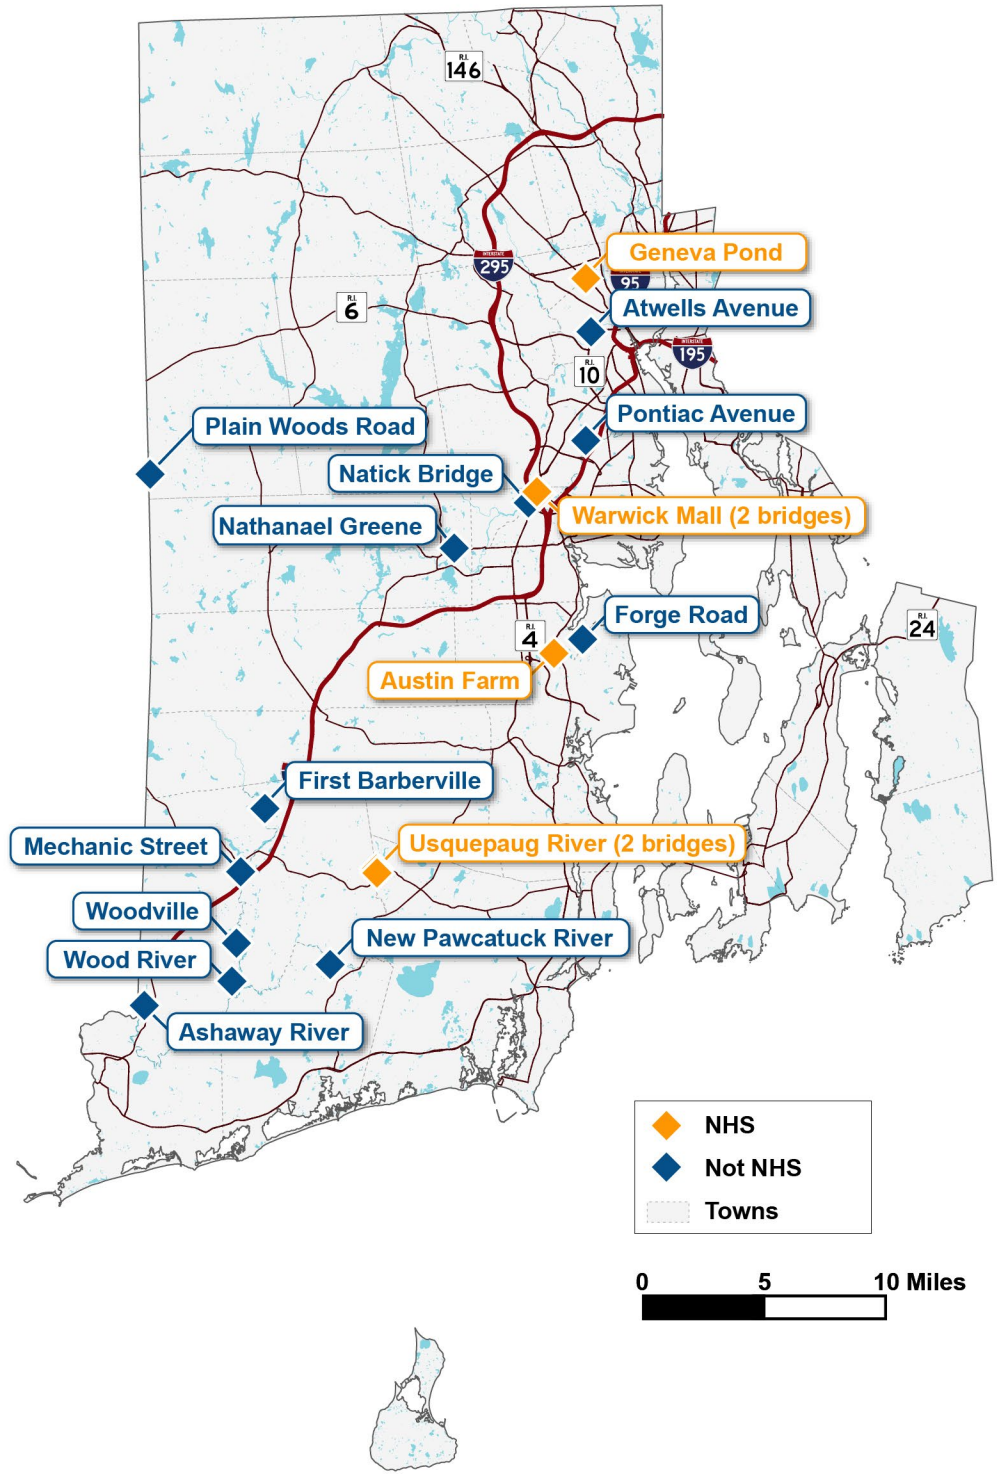 R.I.
146
Geneva Pond
INTERSTATE
295
95
R.I.
6
Atwells Avenue
INTERSTATE
195
R.I.
10
Pontiac Avenue
Plain Woods Road
Natick Bridge
Warwick Mall (2 bridges)
Nathanael Greene
Forge Road
R.I.
24
R.I.
4
Austin Farm
First Barberville
Mechanic Street
Usquepaug River (2 bridges)
Woodville
New Pawcatuck River
Wood River
Ashaway River
NHS
Not NHS
Towns
0 5 10 Miles